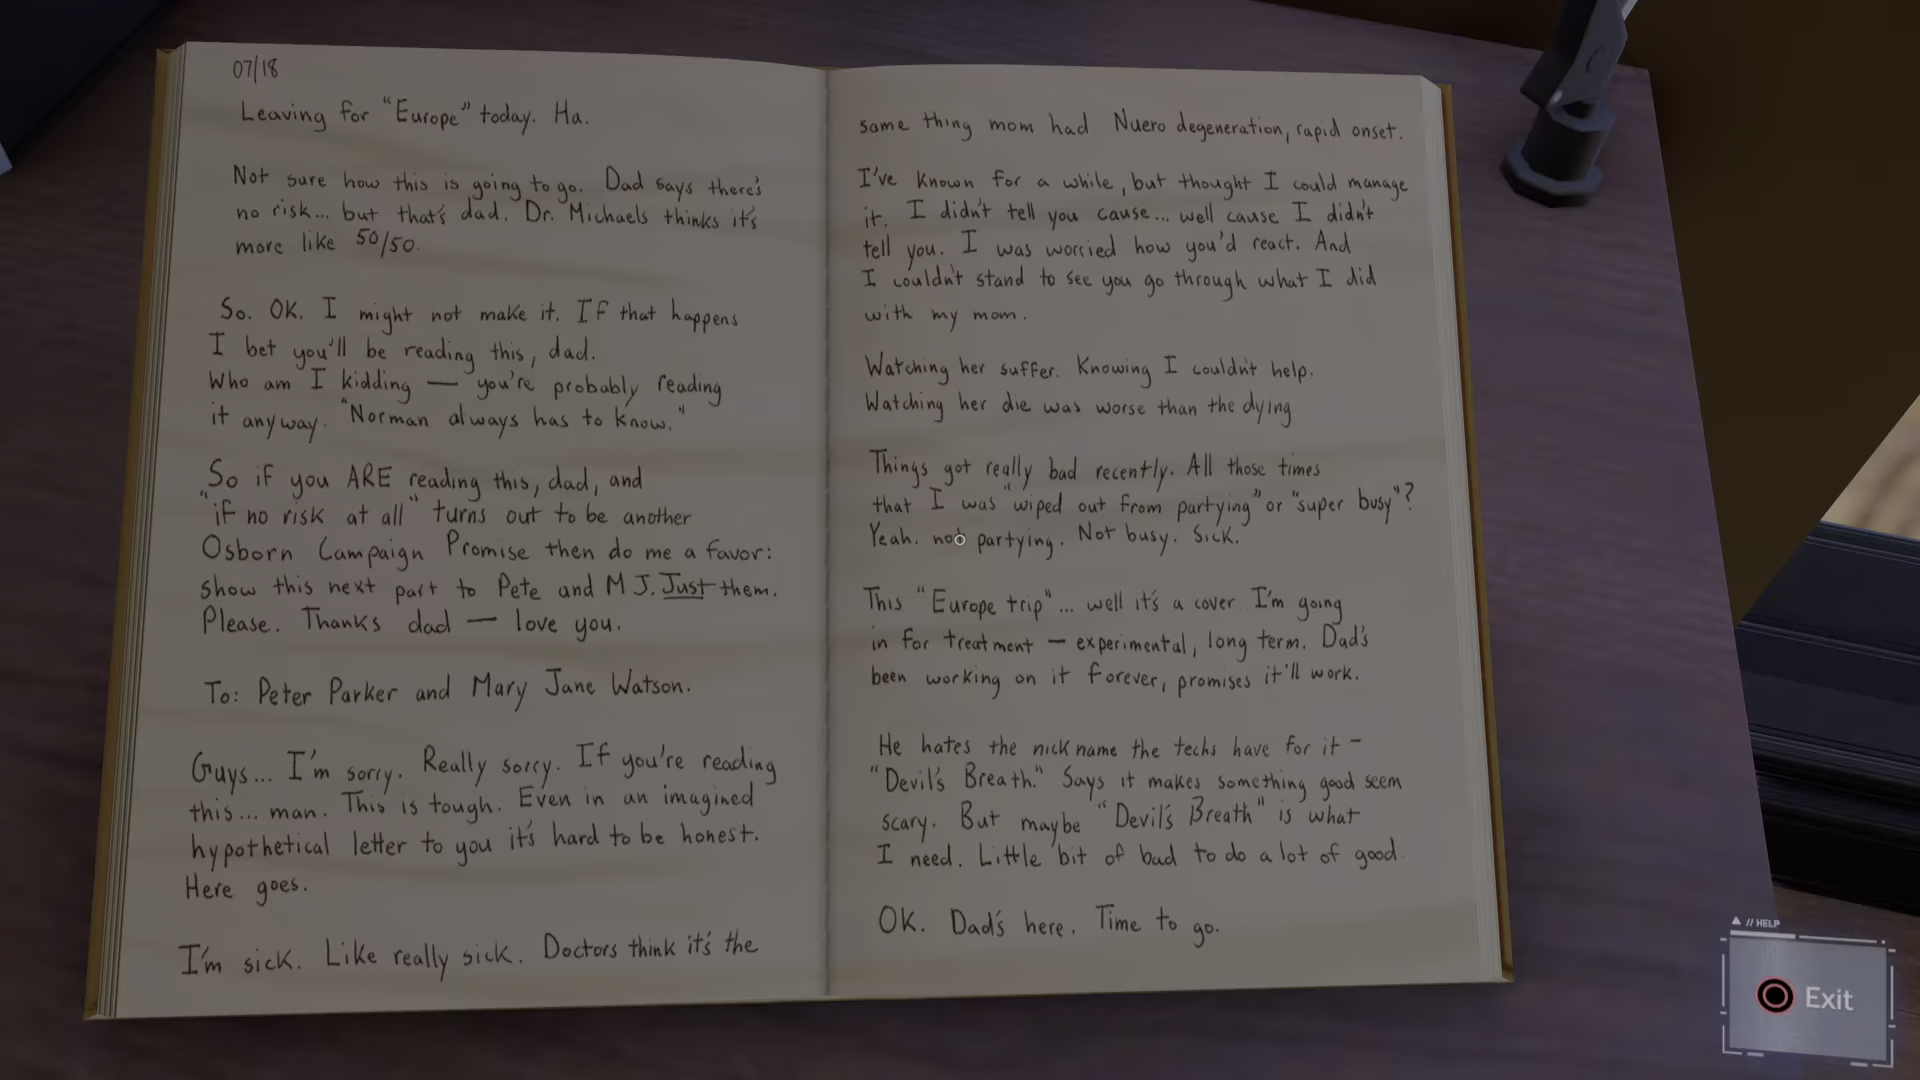 07/18
Leaving for "Europe" today. Ha.
Not sure how this is going to go. Dad says there's
no risk... but that's dad. Dr. Michaels thinks it's
more like 50/50.
So. OK. I might not make it. If that happens
I bet you'll be reading this, dad.
Who am I kidding — you're probably reading
it anyway. "Norman always has to know."
So if you ARE reading this, dad, and
"if no risk at all" turns out to be another
Osborn Campaign Promise then do me a favor:
show this next part to Pete and MJ. Just them.
Please. Thanks dad — love you.
To: Peter Parker and Mary Jane Watson.
Guys... I'm sorry. Really sorry. If you're reading
this... man. This is tough. Even in an imagined
hypothetical letter to you it's hard to be honest.
Here goes.
I'm sick. Like really sick. Doctors think it's the
same thing mom had. Nuero degeneration, rapid onset.
I've known for a while, but thought I could manage
it. I didn't tell you cause... well cause I didn't
tell you. I was worried how you'd react. And
I couldn't stand to see you go through what I did
with my mom.
Watching her suffer. Knowing I couldn't help.
Watching her die was worse than the dying
Things got really bad recently. All those times
that I was "wiped out from partying" or "super busy"?
Yeah. not partying. Not busy. Sick.
This "Europe trip"... well it's a cover. I'm going
in for treatment — experimental, long term. Dad's
been working on it forever, promises it'll work.
He hates the nickname the techs have for it -
"Devil's Breath." Says it makes something good seem
scary. But maybe "Devil's Breath" is what
I need. Little bit of bad to do a lot of good.
OK. Dad's here. Time to go.
// HELP
Exit